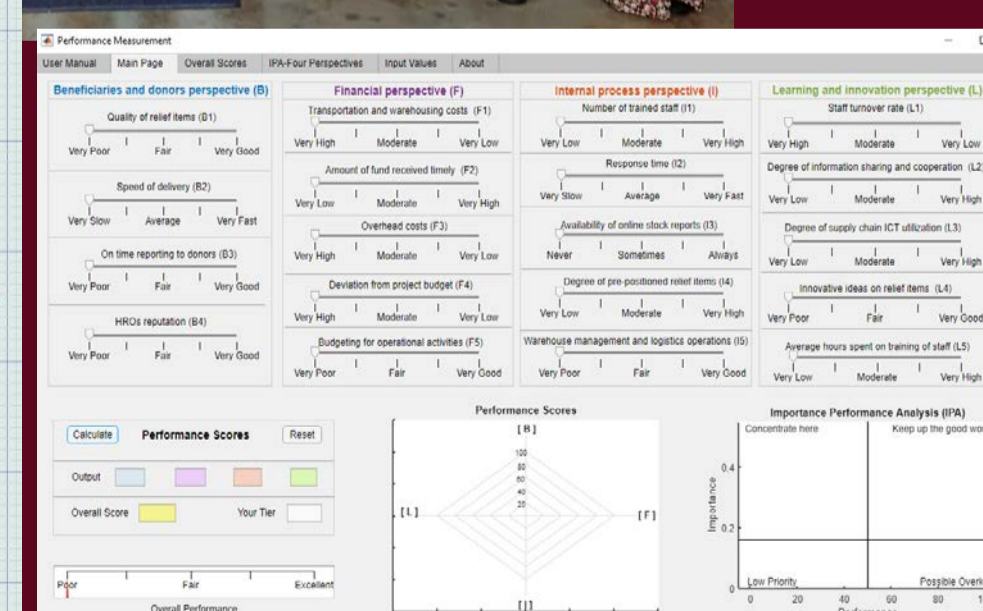 Performance Measurement
User Manual Main Page Overall Scores IPA-Four Perspectives Input Values About
Beneficiaries and donors perspective (B)
Quality of relief items (B1)
Very Poor Fair Very Good
Speed of delivery (B2)
Very Slow Average Very Fast
On time reporting to donors (B3)
Very Poor Fair Very Good
HROs reputation (B4)
Very Poor Fair Very Good
Financial perspective (F)
Transportation and warehousing costs (F1)
Very High Moderate Very Low
Amount of fund received timely (F2)
Very Low Moderate Very High
Overhead costs (F3)
Very High Moderate Very Low
Deviation from project budget (F4)
Very High Moderate Very Low
Budgeting for operational activities (F5)
Very Poor Fair Very Good
Internal process perspective (I)
Number of trained staff (I1)
Very Low Moderate Very High
Response time (I2)
Very Slow Average Very Fast
Availability of online stock reports (I3)
Never Sometimes Always
Degree of pre-positioned relief items (I4)
Very Low Moderate Very High
Warehouse management and logistics operations (I5)
Very Poor Fair Very Good
Learning and innovation perspective (L)
Staff turnover rate (L1)
Very High Moderate Very Low
Degree of information sharing and cooperation (L2
Very Low Moderate Very High
Degree of supply chain ICT utilization (L3)
Very Low Moderate Very High
Innovative ideas on relief items (L4)
Very Poor Fair Very Good
Average hours spent on training of staff (L5)
Very Low Moderate Very High
Calculate Performance Scores Reset
Output
Overall Score Your Tier
Poor Fair Excellent
Overall Performance
Performance Scores
[B]
100
80
60
40
20
[L] [F]
[I]
Importance Performance Analysis (IPA)
Concentrate here Keep up the good
0.4
Importance
0.2
Low Priority Possible
0
0 20 40 60 80
Performance